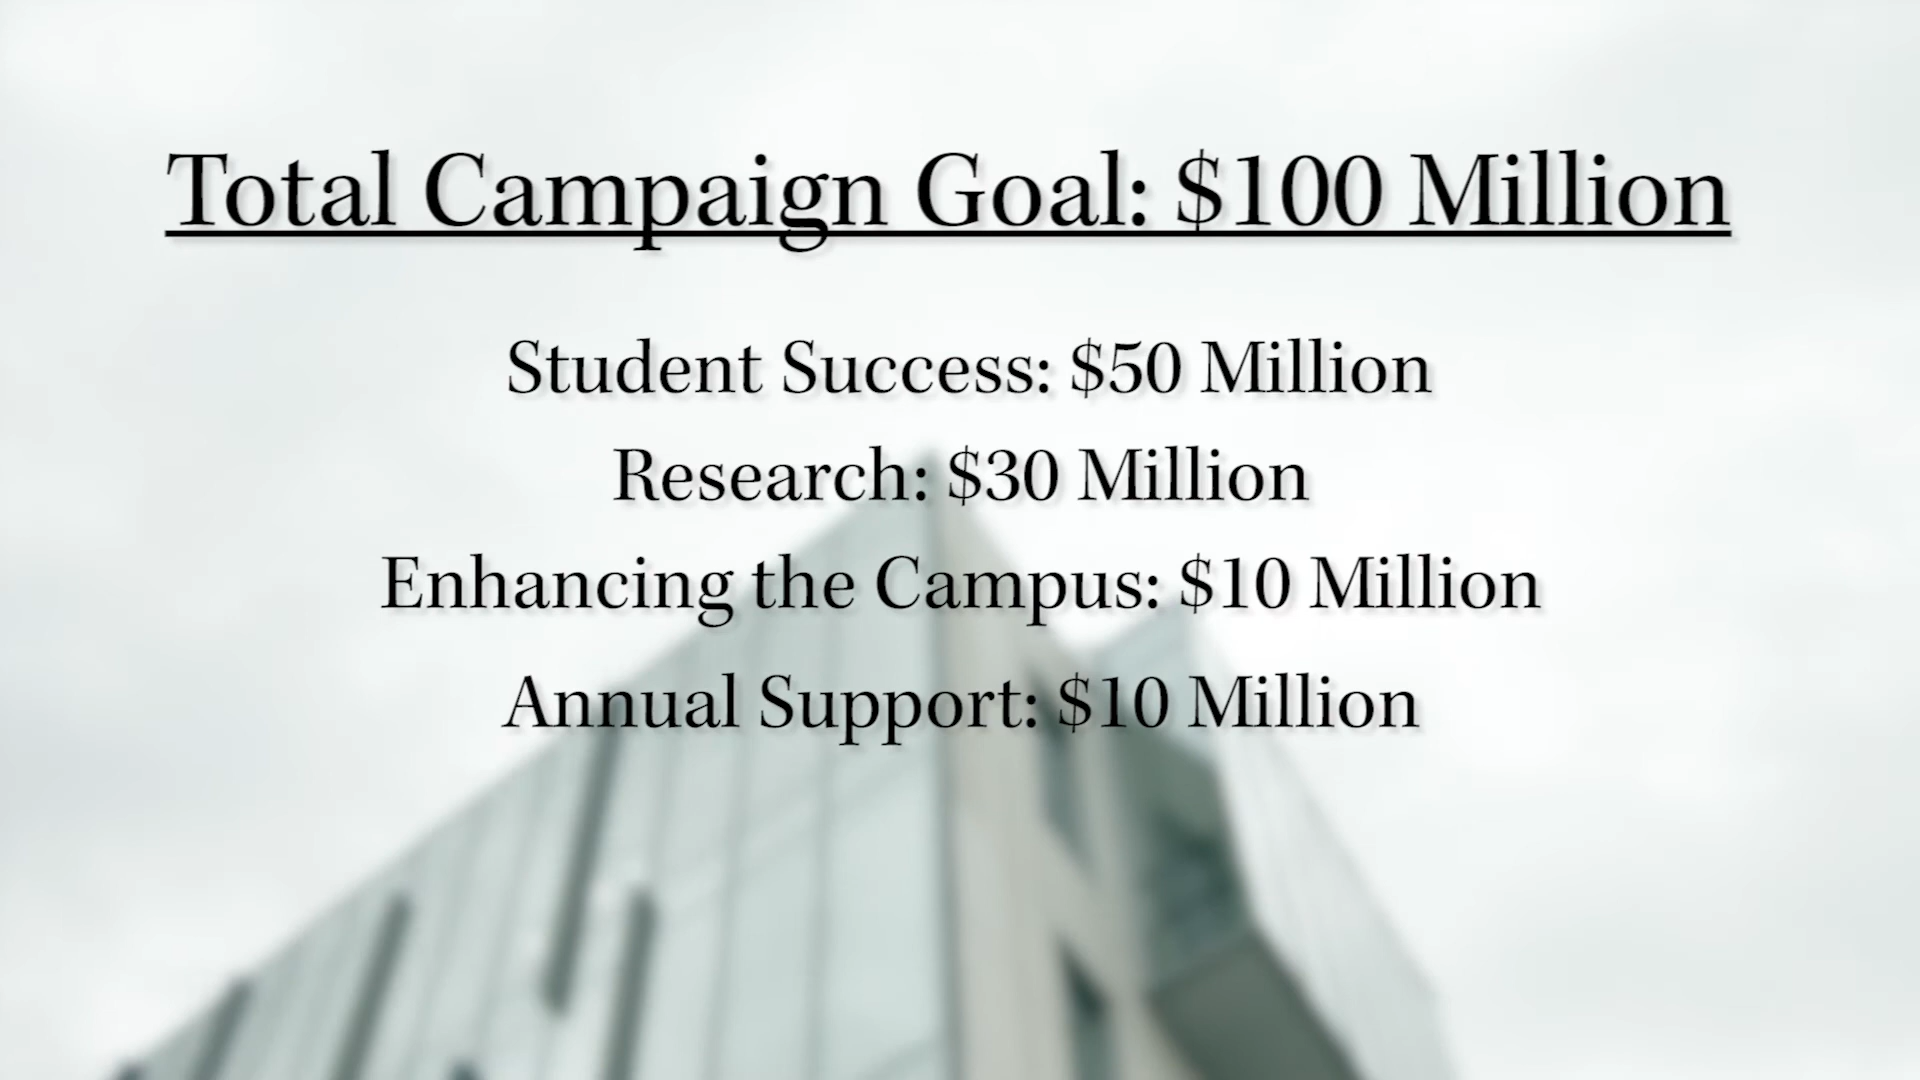 Total Campaign Goal: $100 Million
Student Success: $50 Million
Research: $30 Million
Enhancing the Campus: $10 Million
Annual Support: $10 Million